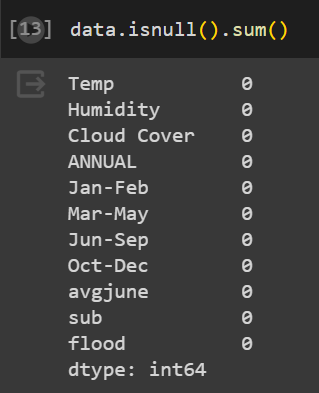 [13] data.isnull().sum()
Temp 0
Humidity 0
Cloud Cover 0
ANNUAL 0
Jan-Feb 0
Mar-May 0
Jun-Sep 0
Oct-Dec 0
avgjune 0
sub 0
flood 0
dtype: int64